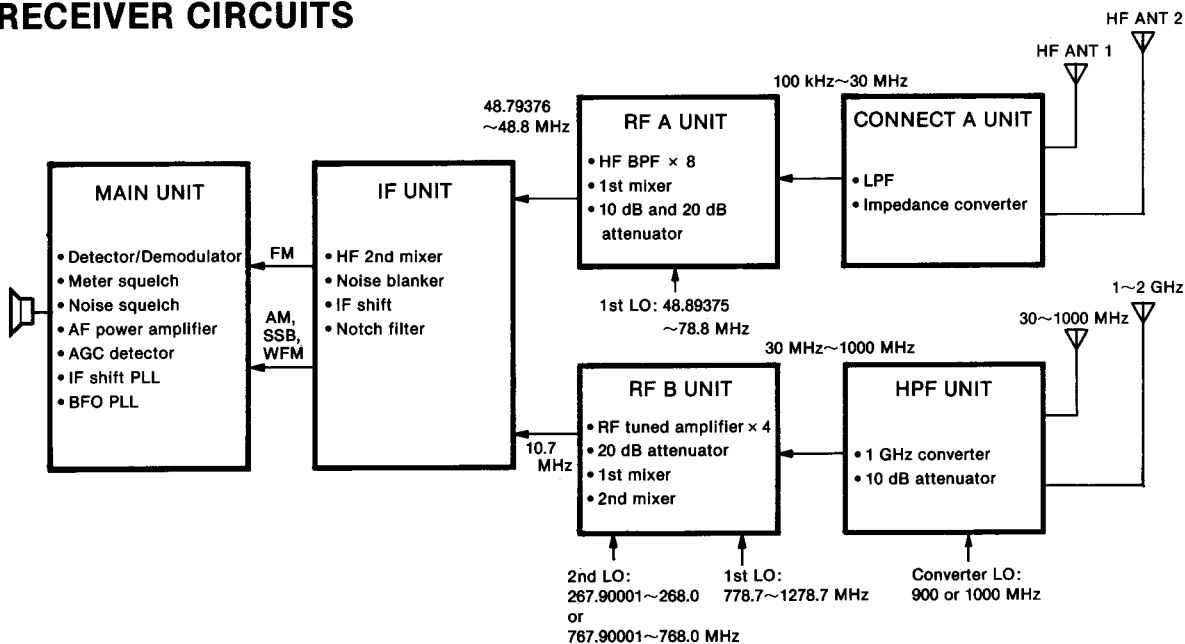 RECEIVER CIRCUITS
HF ANT 2
HF ANT 1
100 kHz～30 MHz
48.79376
～48.8 MHz
RF A UNIT
• HF BPF × 8
• 1st mixer
• 10 dB and 20 dB
attenuator
CONNECT A UNIT
• LPF
• Impedance converter
MAIN UNIT
• Detector/Demodulator
• Meter squelch
• Noise squelch
• AF power amplifier
• AGC detector
• IF shift PLL
• BFO PLL
FM
AM,
SSB,
WFM
IF UNIT
• HF 2nd mixer
• Noise blanker
• IF shift
• Notch filter
1st LO: 48.89375
～78.8 MHz
1～2 GHz
30～1000 MHz
30 MHz～1000 MHz
RF B UNIT
• RF tuned amplifier × 4
• 20 dB attenuator
• 1st mixer
• 2nd mixer
10.7
MHz
HPF UNIT
• 1 GHz converter
• 10 dB attenuator
2nd LO:
267.90001～268.0
or
767.90001～768.0 MHz
1st LO:
778.7～1278.7 MHz
Converter LO:
900 or 1000 MHz